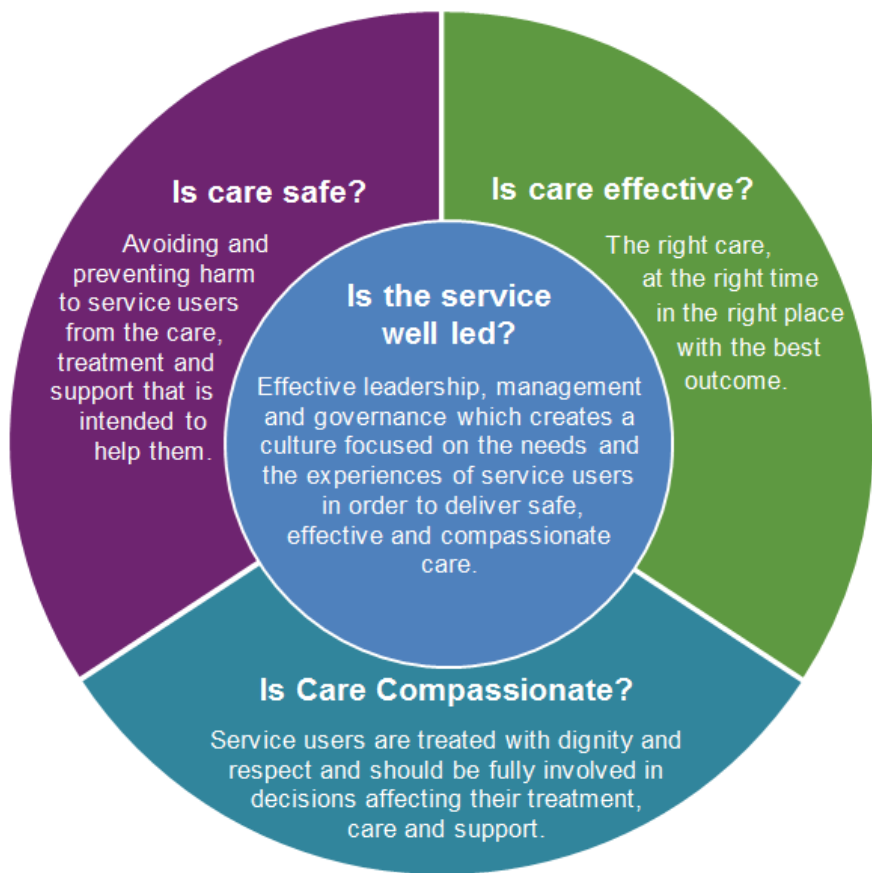 Is care safe?
Avoiding and
preventing harm
to service users
from the care,
treatment and
support that is
intended to
help them.
Is care effective?
The right care,
at the right time
in the right place
with the best
outcome.
Is the service
well led?
Effective leadership, management
and governance which creates a
culture focused on the needs and
the experiences of service users
in order to deliver safe,
effective and compassionate
care.
Is Care Compassionate?
Service users are treated with dignity and
respect and should be fully involved in
decisions affecting their treatment,
care and support.